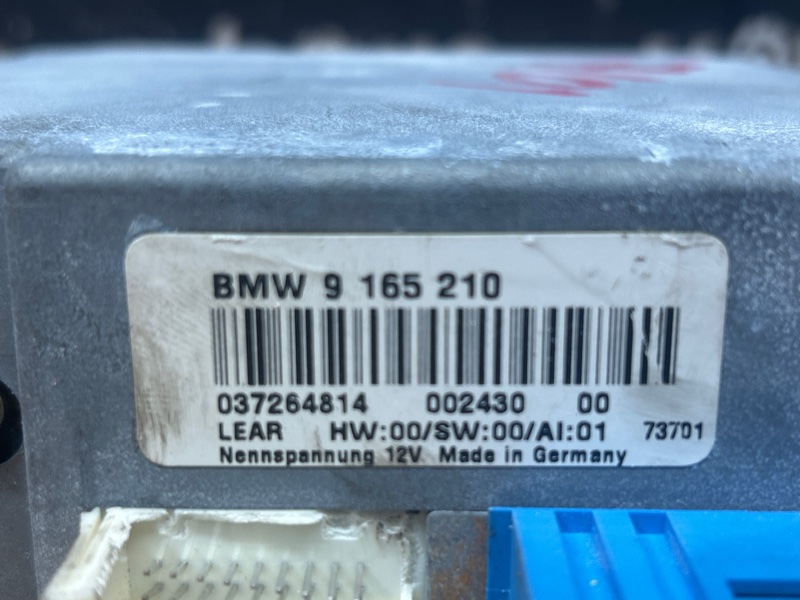 BMW 9 165 210
037264814 002430 00
LEAR HW:00/SW:00/AI:01 73701
Nennspannung 12V Made in Germany